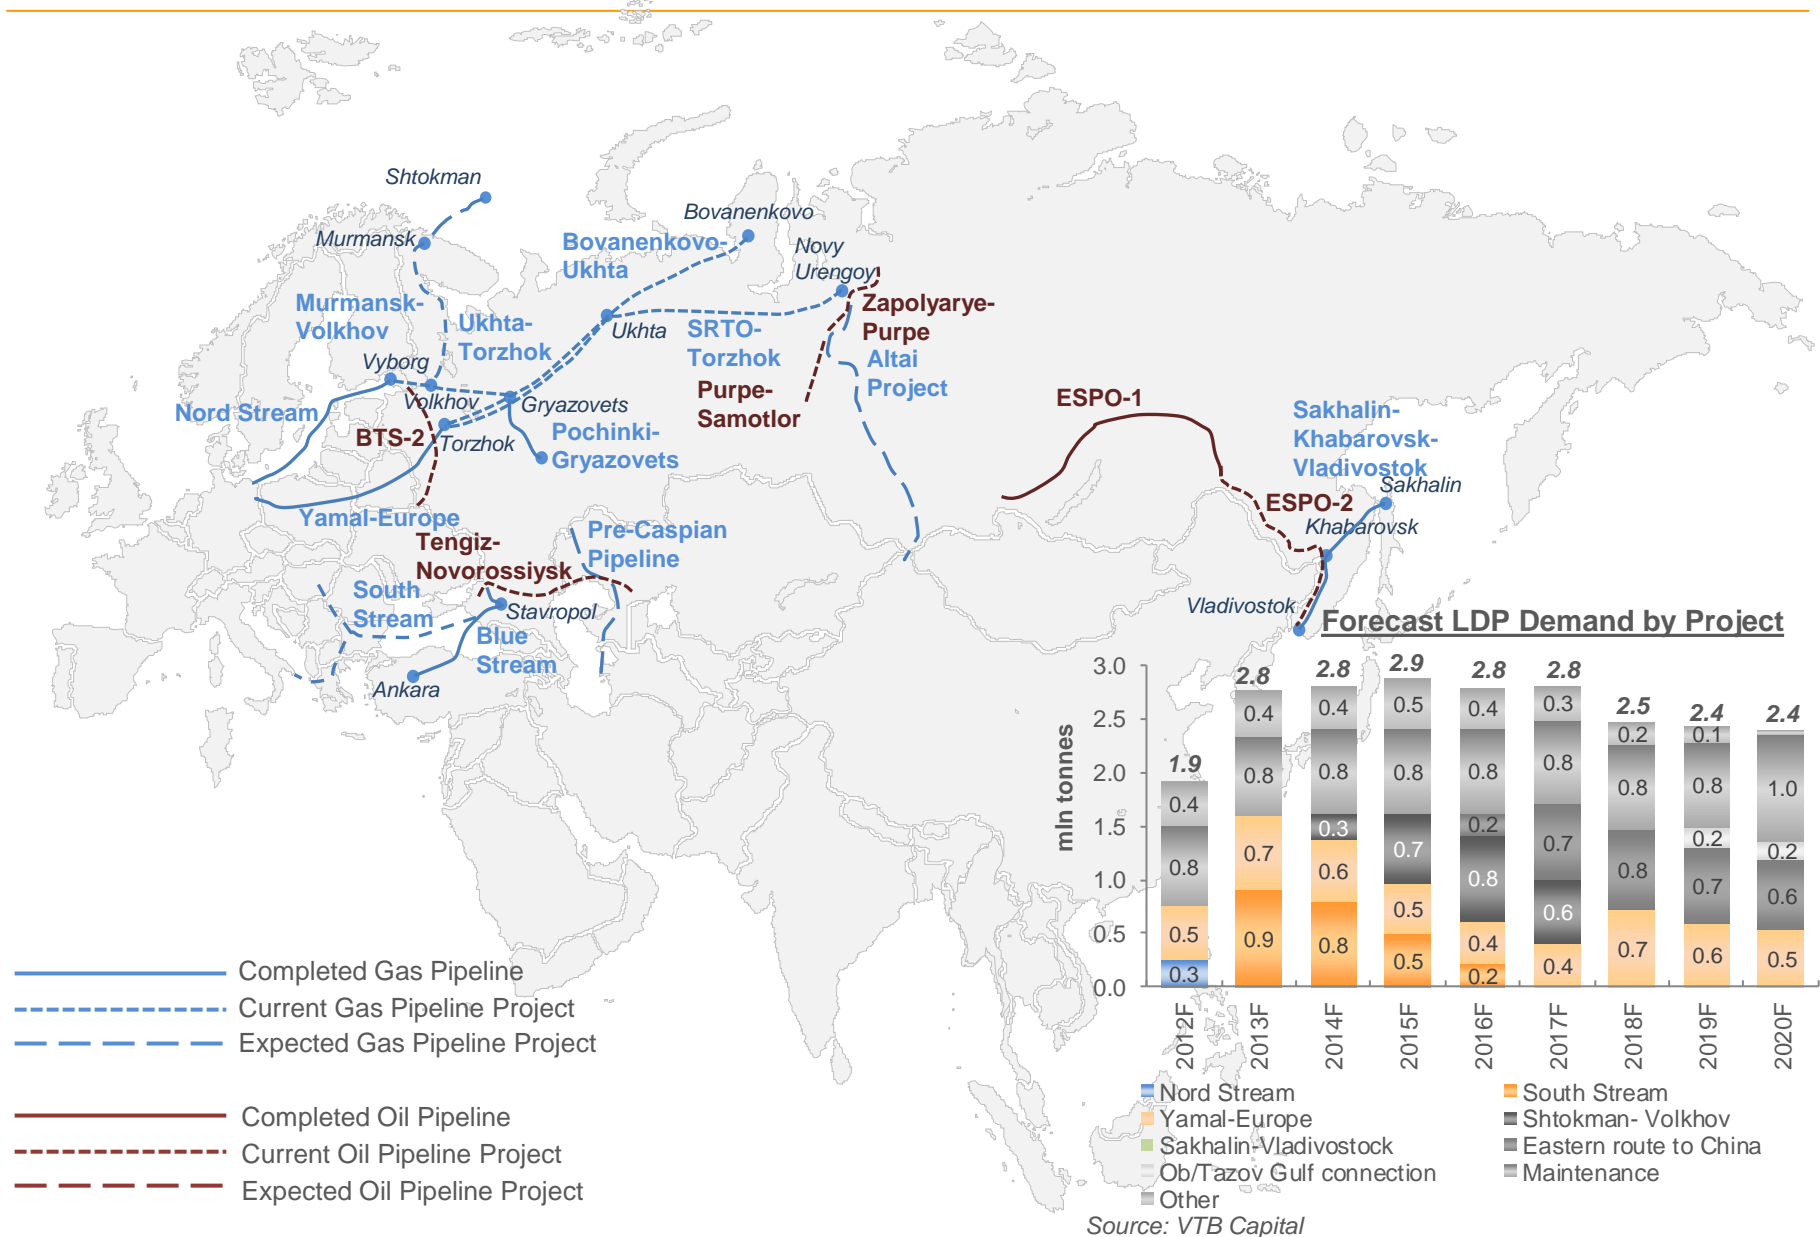 Shtokman
Murmansk
Bovanenkovo
Bovanenkovo-
Ukhta
Novy
Urengoy
Murmansk-
Volkhov
Ukhta-
Torzhok
Ukhta
SRTO-
Torzhok
Zapolyarye-
Purpe
Altai
Project
Vyborg
Volkhov
Gryazovets
Purpe-
Samotlor
Nord Stream
BTS-2
Torzhok
Pochinki-
Gryazovets
ESPO-1
Sakhalin-
Khabarovsk-
Vladivostok
Sakhalin
ESPO-2
Khabarovsk
Yamal-Europe
Tengiz-
Novorossiysk
Pre-Caspian
Pipeline
South
Stream
Stavropol
Blue
Stream
Ankara
Vladivostok
Forecast LDP Demand by Project
mln tonnes
3.0
2.5
2.0
1.5
1.0
0.5
0.0
1.9
0.4
0.8
0.5
0.3
2.8
0.4
0.8
0.7
0.9
2.8
0.4
0.8
0.3
0.6
0.8
2.9
0.5
0.8
0.7
0.5
0.5
2.8
0.4
0.8
0.2
0.8
0.4
0.2
2.8
0.3
0.8
0.7
0.6
0.4
2.5
0.2
0.8
0.8
0.7
2.4
0.1
0.8
0.2
0.7
0.6
2.4
1.0
0.2
0.6
0.5
2012F
2013F
2014F
2015F
2016F
2017F
2018F
2019F
2020F
Nord Stream
South Stream
Yamal-Europe
Shtokman- Volkhov
Sakhalin-Vladivostock
Eastern route to China
Ob/Tazov Gulf connection
Maintenance
Other
Source: VTB Capital
Completed Gas Pipeline
Current Gas Pipeline Project
Expected Gas Pipeline Project
Completed Oil Pipeline
Current Oil Pipeline Project
Expected Oil Pipeline Project